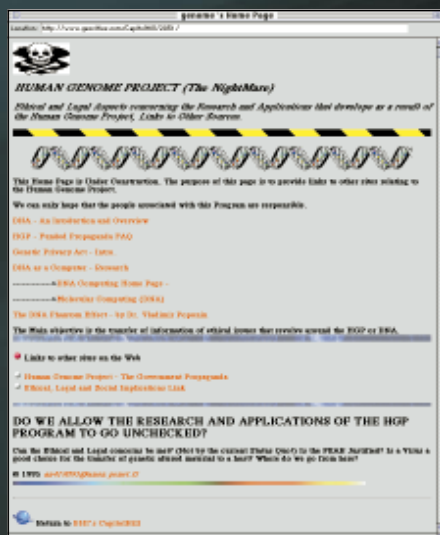 genome's Home Page
Location: http://www.geocities.com/CapitolHill/
HUMAN GENOME PROJECT (The NightMare)
Ethical and Legal Aspects concerning the Research and Applications that develope as a result of
the Human Genome Project, Links to Other Sources.
This Home Page is Under Construction. The purpose of this page is to provide links to other sites relating to
the Human Genome Project.
We can only hope that the people associated with this Program are responsible.
DNA - An Introduction and Overview
HGP - Propaganda FAQ
Genetic Privacy Act - Intro.
DNA as a Computer - Research
DNA Computing Home Page -
Molecular Computing (DNA)
The DNA Phantom Effect - by Dr. Vladimir Poponin
The Main objective is the transfer of information of ethical issues that revolve around the HGP or DNA.
Links to other sites on the Web
Human Genome Project - The Government Propaganda
Ethical, Legal and Social Implications Link
DO WE ALLOW THE RESEARCH AND APPLICATIONS OF THE HGP
PROGRAM TO GO UNCHECKED?
Can the Ethical and Legal concerns be met? (Not by the current Status Quo!) Is the FEAR Justified? Is a Virus a
good choice for the transfer of genetic altered material to a host? Where do we go from here?
© 1995
Return to CapitolHill